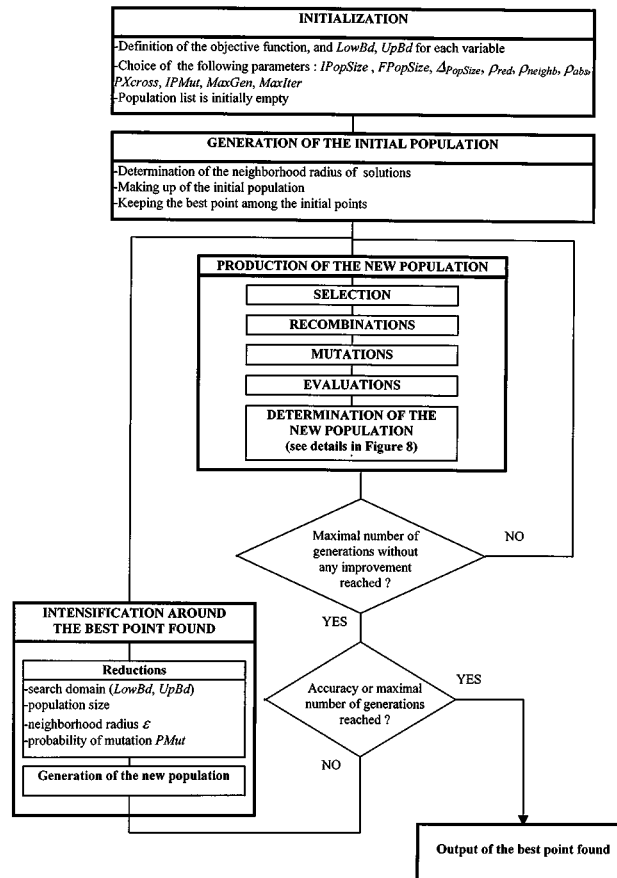 INITIALIZATION
-Definition of the objective function, and LowBd, UpBd for each variable
-Choice of the following parameters : IPopSize , FPopSize, ΔPopSize, ρred, ρneighb, ρabs,
PXcross, IPMut, MaxGen, MaxIter
-Population list is initially empty
GENERATION OF THE INITIAL POPULATION
-Determination of the neighborhood radius of solutions
-Making up of the initial population
-Keeping the best point among the initial points
PRODUCTION OF THE NEW POPULATION
SELECTION
RECOMBINATIONS
MUTATIONS
EVALUATIONS
DETERMINATION OF THE
NEW POPULATION
(see details in Figure 8)
Maximal number of
generations without
any improvement
reached ?
NO
YES
INTENSIFICATION AROUND
THE BEST POINT FOUND
Reductions
-search domain (LowBd, UpBd)
-population size
-neighborhood radius ε
-probability of mutation PMut
Generation of the new population
Accuracy or maximal
number of generations
reached ?
YES
NO
Output of the best point found